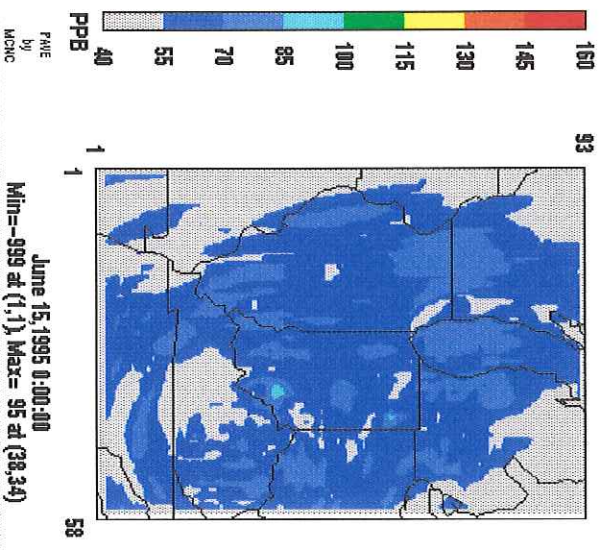 PPB
160
145
130
115
100
85
70
55
40
PAVE
by
MCNC
93
1
1
58
June 15,1995 0:00:00
Min=-999 at (1,1), Max= 95 at (38,34)